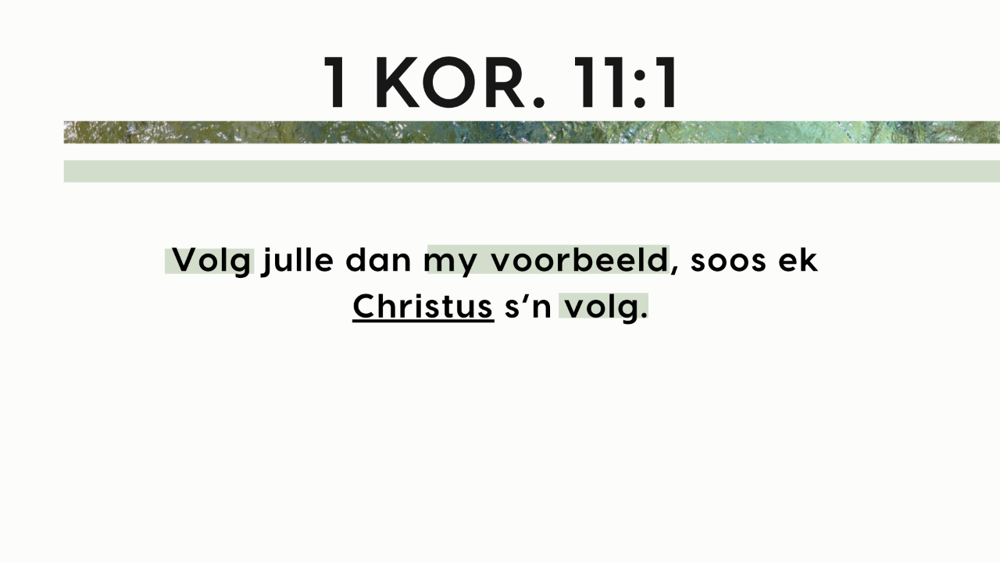 1 KOR. 11:1
Volg julle dan my voorbeeld, soos ek
Christus s’n volg.